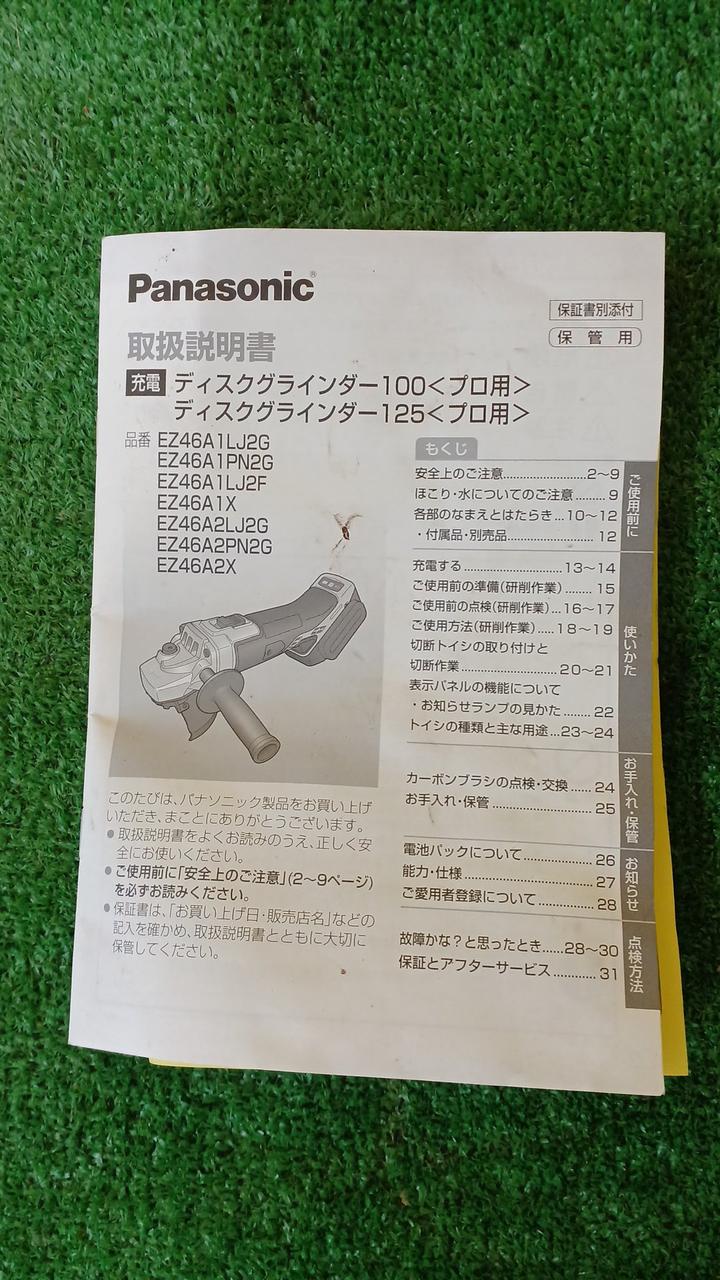 Panasonic®
保証書別添付
保管用
取扱説明書
充電 ディスクグラインダー100<プロ用>
ディスクグラインダー125<プロ用>
品番 EZ46A1LJ2G
EZ46A1PN2G
EZ46A1LJ2F
EZ46A1X
EZ46A2LJ2G
EZ46A2PN2G
EZ46A2X
このたびは、パナソニック製品をお買い上げ
いただき、まことにありがとうございます。
●取扱説明書をよくお読みのうえ、正しく安
全にお使いください。
●ご使用前に「安全上のご注意」(2~9ページ)
を必ずお読みください。
●保証書は、「お買い上げ日・販売店名」などの
記入を確かめ、取扱説明書とともに大切に
保管してください。
もくじ
ご使用前に
安全上のご注意....................2~9
ほこり・水についてのご注意.......9
各部のなまえとはたらき...10~12
・付属品・別売品....................12
使いかた
充電する........................13~14
ご使用前の準備(研削作業)........15
ご使用前の点検(研削作業)...16~17
ご使用方法(研削作業).....18~19
切断トイシの取り付けと
切断作業........................20~21
表示パネルの機能について
・お知らせランプの見かた........22
トイシの種類と主な用途...23~24
お手入れ・保管
カーボンブラシの点検・交換......24
お手入れ・保管........................25
お知らせ
電池パックについて................26
能力・仕様..............................27
ご愛用者登録について.............28
点検方法
故障かな?と思ったとき......28~30
保証とアフターサービス............31